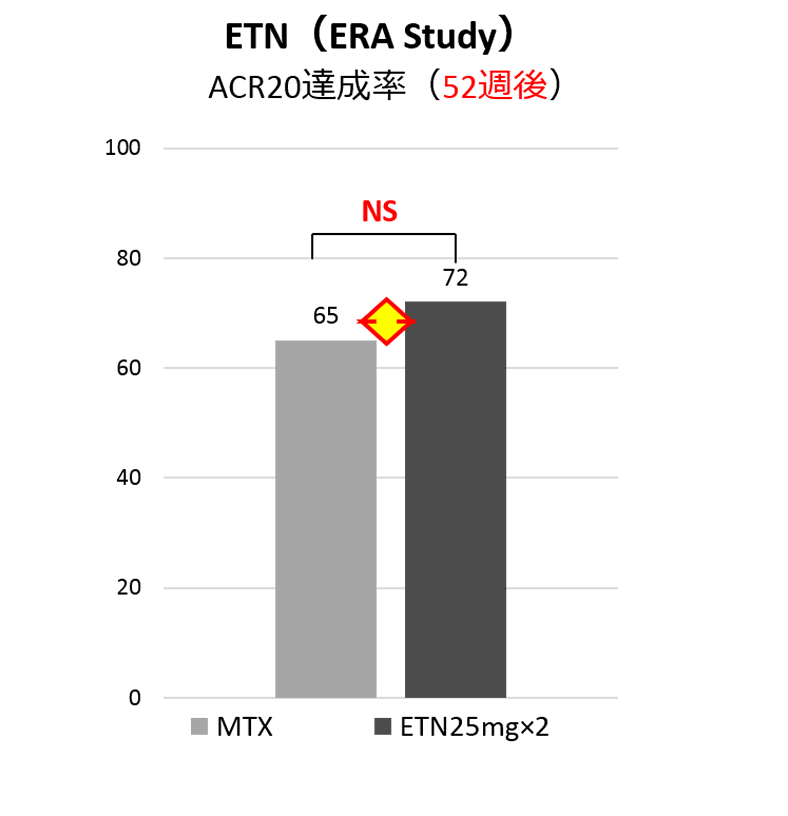 ETN（ERA Study）
ACR20達成率（52週後）
100
NS
80
72
65
60
40
20
0
MTX
ETN25mg×2